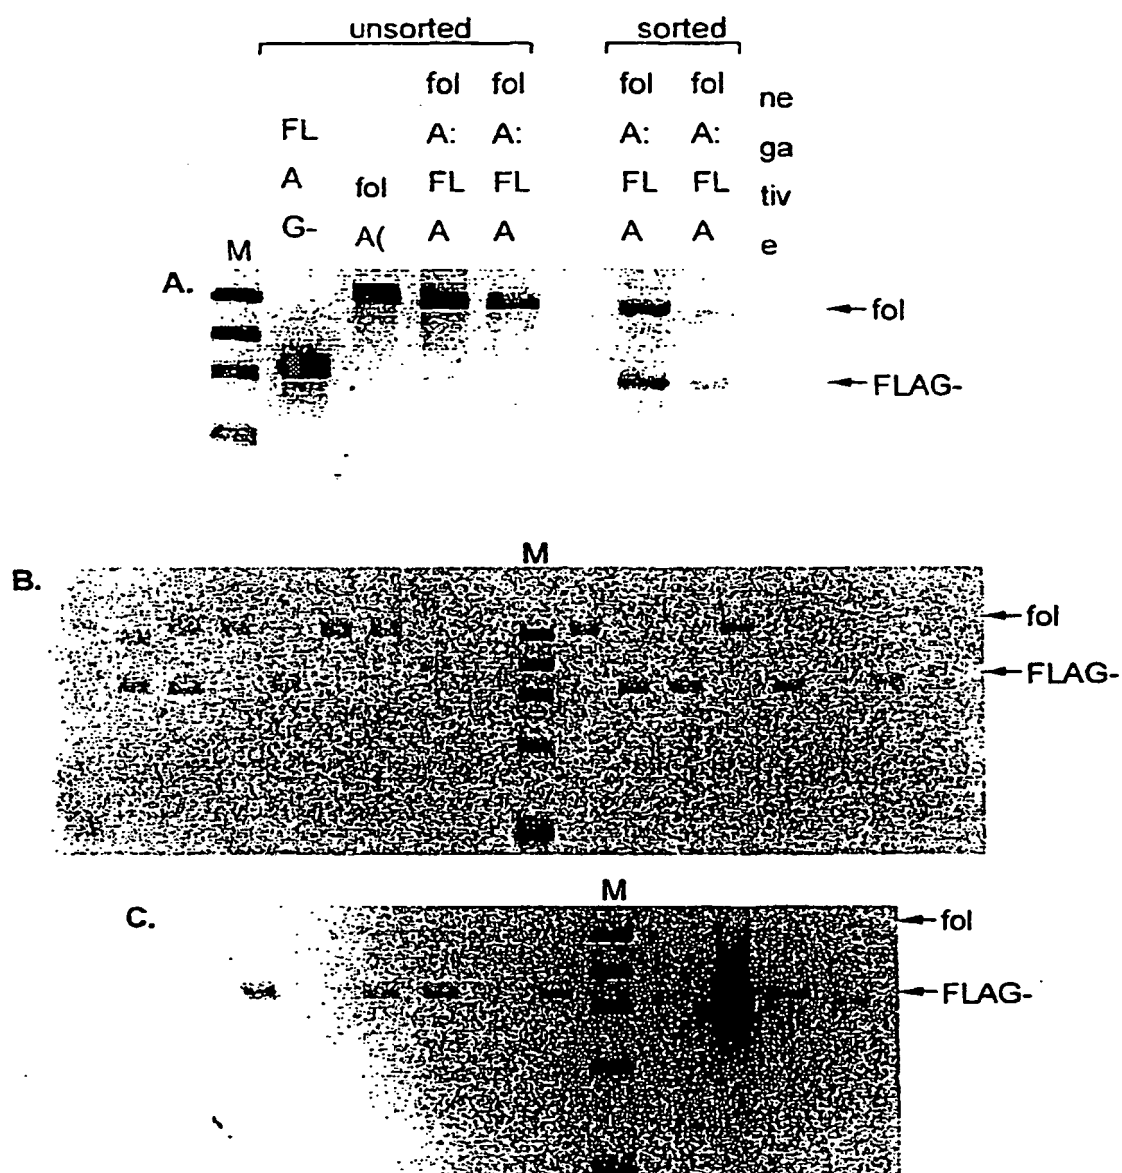 unsorted sorted
fol fol fol fol ne
FL A: A: A: A: ga
A fol FL FL FL FL tiv
G- A( A A A A e
M
A.
fol
FLAG-
M
B.
fol
FLAG-
M
C.
fol
FLAG-